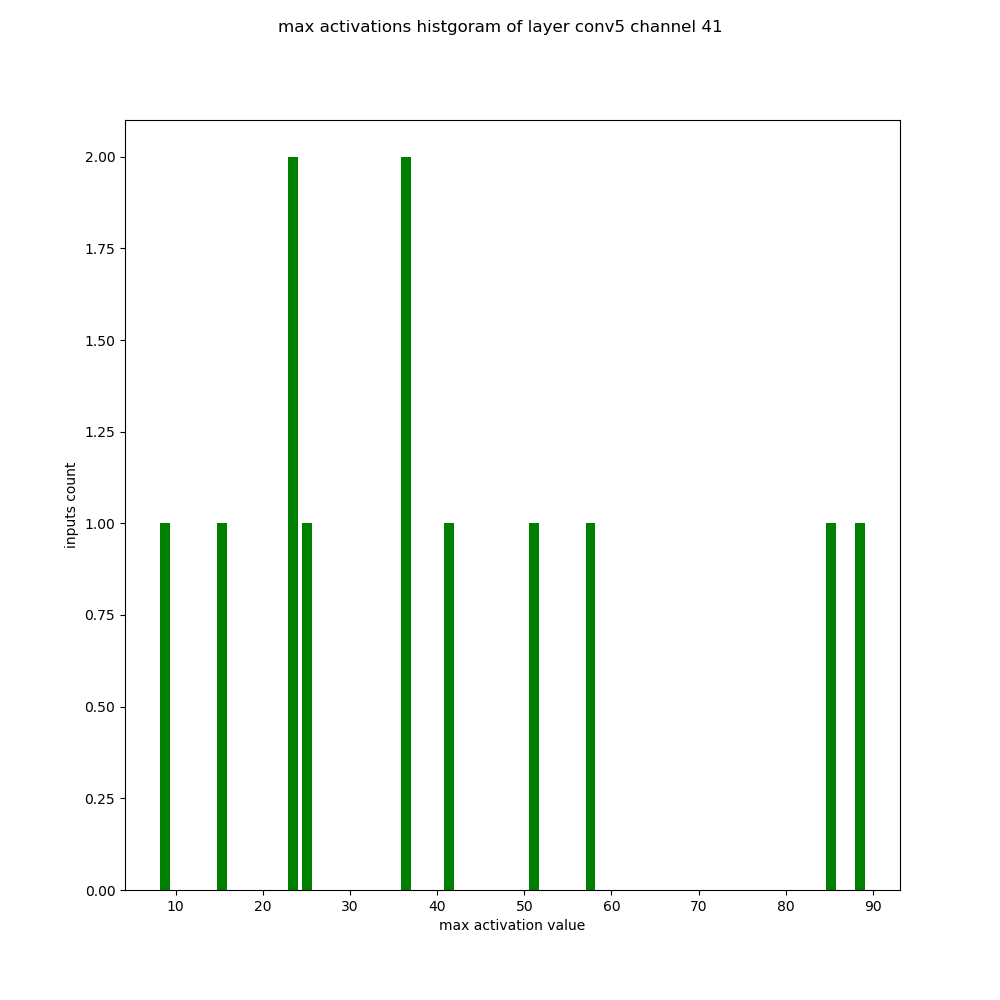 max activations histgoram of layer conv5 channel 41
2.00
1.75
1.50
1.25
1.00
0.75
0.50
0.25
0.00
inputs count
10 20 30 40 50 60 70 80 90
max activation value